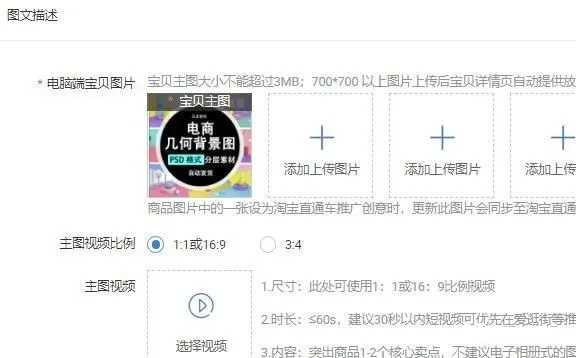 图文描述
* 电脑端宝贝图片
宝贝主图大小不能超过3MB；700*700 以上图片上传后宝贝详情页自动提供放
* 宝贝主图
电商
几何背景图
PSD 格式 分层素材
自动发货
添加上传图片
添加上传图片
添加上传图
商品图片中的一张设为淘宝直通车推广创意时，更新此图片会同步至淘宝直通
主图视频比例
1:1或16:9
3:4
主图视频
选择视频
1.尺寸：此处可使用1：1或16：9比例视频
2.时长：≤60s，建议30秒以内短视频可优先在爱逛街等推
3.内容：突出商品1-2个核心卖点，不建议电子相册式的图